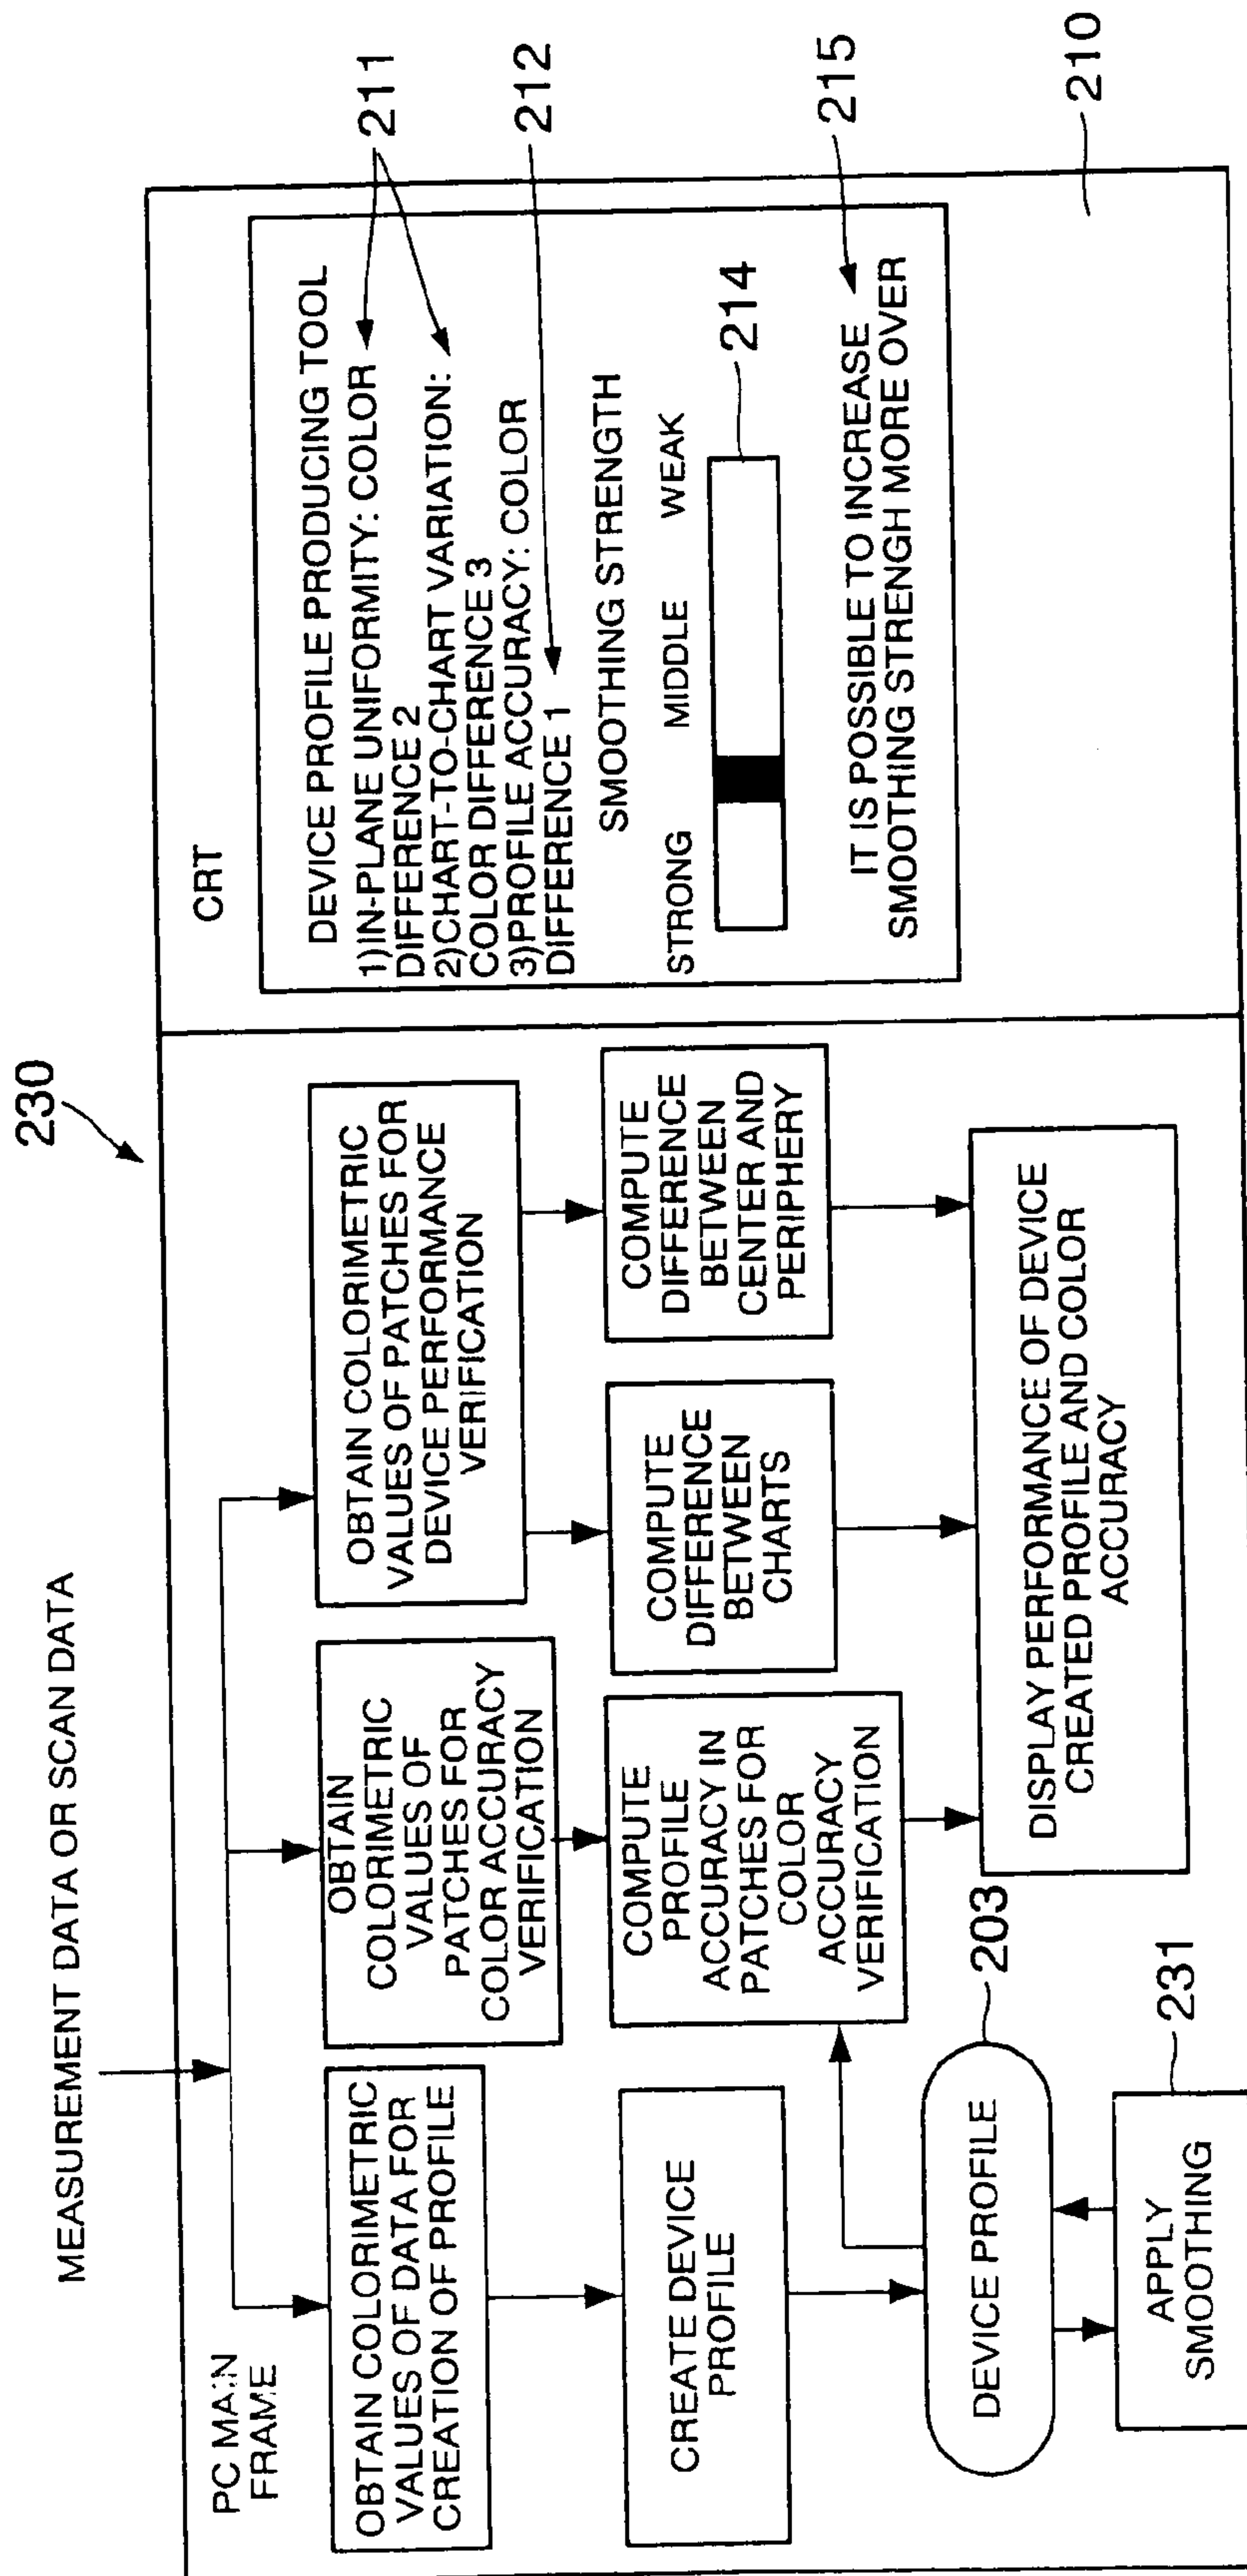 MEASUREMENT DATA OR SCAN DATA
230
PC MAIN
FRAME
OBTAIN COLORIMETRIC
VALUES OF DATA FOR
CREATION OF PROFILE
OBTAIN
COLORIMETRIC
VALUES OF
PATCHES FOR
COLOR ACCURACY
VERIFICATION
OBTAIN COLORIMETRIC
VALUES OF PATCHES FOR
DEVICE PERFORMANCE
VERIFICATION
CREATE DEVICE
PROFILE
COMPUTE
PROFILE
ACCURACY IN
PATCHES FOR
COLOR
ACCURACY
VERIFICATION
COMPUTE
DIFFERENCE
BETWEEN
CHARTS
COMPUTE
DIFFERENCE
BETWEEN
CENTER AND
PERIPHERY
DEVICE PROFILE
203
APPLY
SMOOTHING
231
DISPLAY PERFORMANCE OF DEVICE
CREATED PROFILE AND COLOR
ACCURACY
CRT
DEVICE PROFILE PRODUCING TOOL
1)IN-PLANE UNIFORMITY: COLOR
DIFFERENCE 2
2)CHART-TO-CHART VARIATION:
COLOR DIFFERENCE 3
3)PROFILE ACCURACY: COLOR
DIFFERENCE 1
211
212
SMOOTHING STRENGTH
STRONG MIDDLE WEAK
214
IT IS POSSIBLE TO INCREASE
SMOOTHING STRENGH MORE OVER
215
210